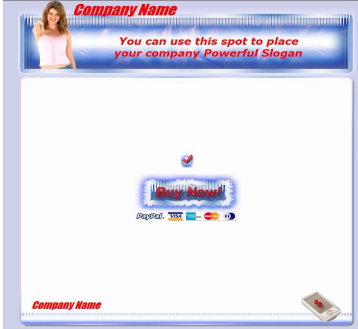 Company Name
You can use this spot to place
your company Powerful Slogan
Buy Now!
PayPal VISA
Company Name